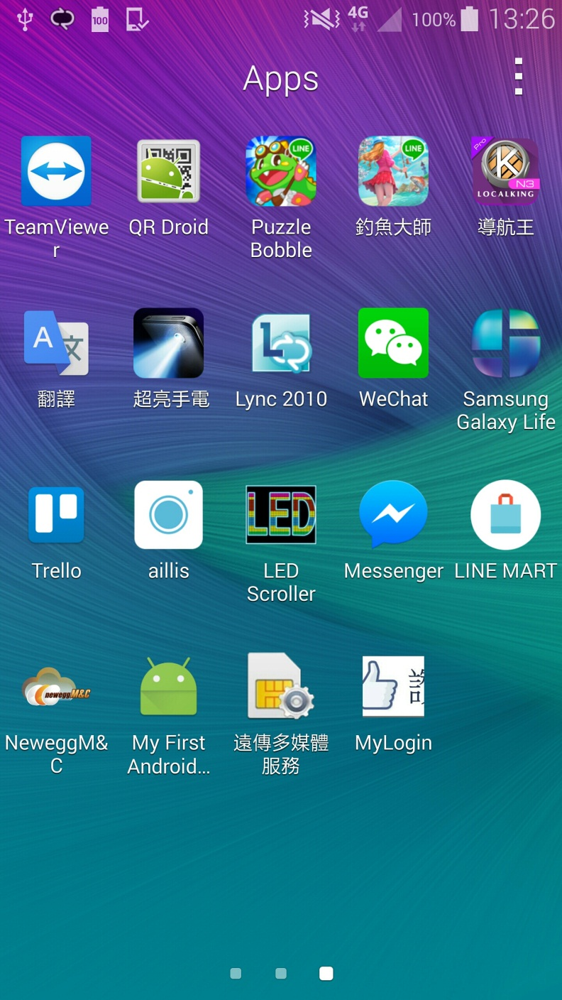 100 4G 100% 13:26
Apps
LINE LINE Pro
K
N3
LOCALKING
TeamViewe QR Droid Puzzle 釣魚大師 導航王
r Bobble
A 文 L
翻譯 超亮手電 Lync 2010 WeChat Samsung
Galaxy Life
LED
Trello aillis LED Messenger LINE MART
Scroller
neweggM&C
NeweggM& My First 遠傳多媒體 MyLogin
C Android... 服務